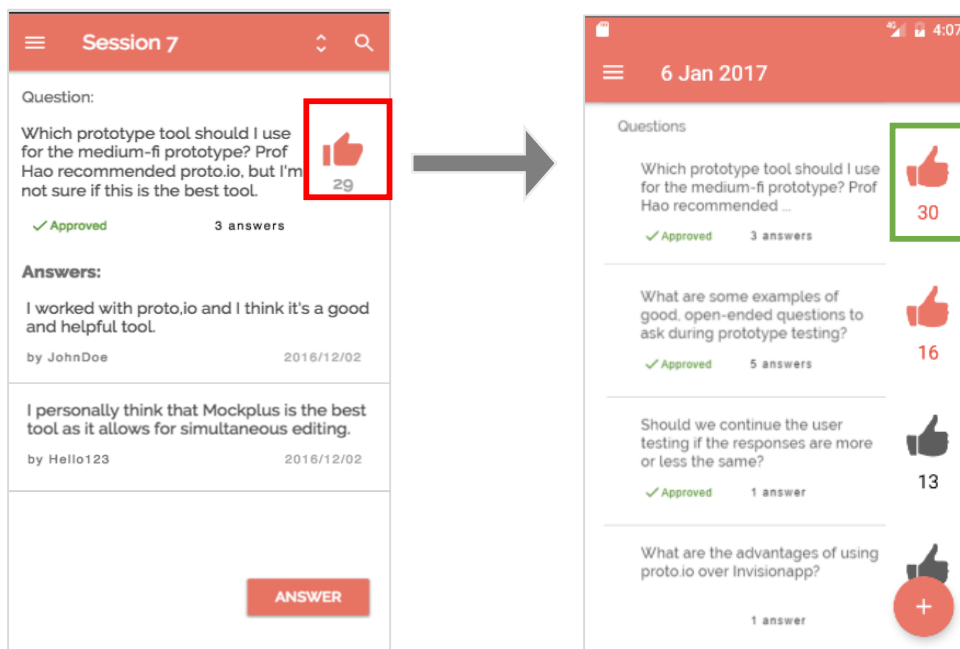 Session 7
Question:
Which prototype tool should I use
for the medium-fi prototype? Prof
Hao recommended proto.io, but I'm
not sure if this is the best tool.
29
Approved
3 answers
Answers:
I worked with proto,io and I think it's a good
and helpful tool.
by JohnDoe
2016/12/02
I personally think that Mockplus is the best
tool as it allows for simultaneous editing.
by Hello123
2016/12/02
ANSWER
4G
4:07
6 Jan 2017
Questions
Which prototype tool should I use
for the medium-fi prototype? Prof
Hao recommended ...
30
Approved
3 answers
What are some examples of
good, open-ended questions to
ask during prototype testing?
16
Approved
5 answers
Should we continue the user
testing if the responses are more
or less the same?
13
Approved
1 answer
What are the advantages of using
proto.io over Invisionapp?
+
1 answer